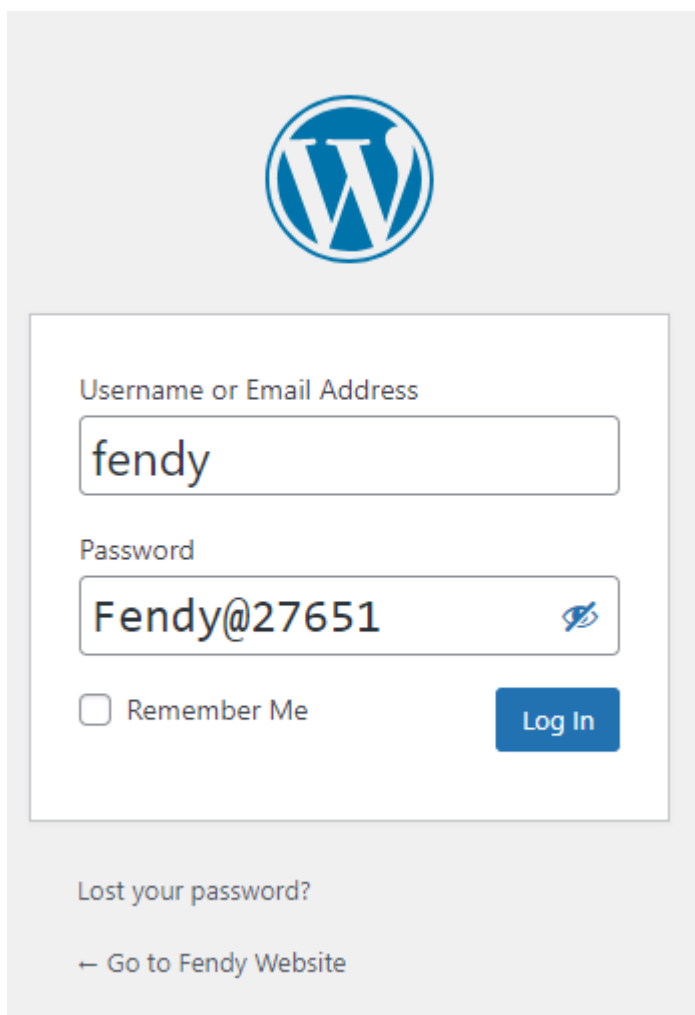 Username or Email Address
fendy
Password
Fendy@27651
Remember Me
Log In
Lost your password?
← Go to Fendy Website